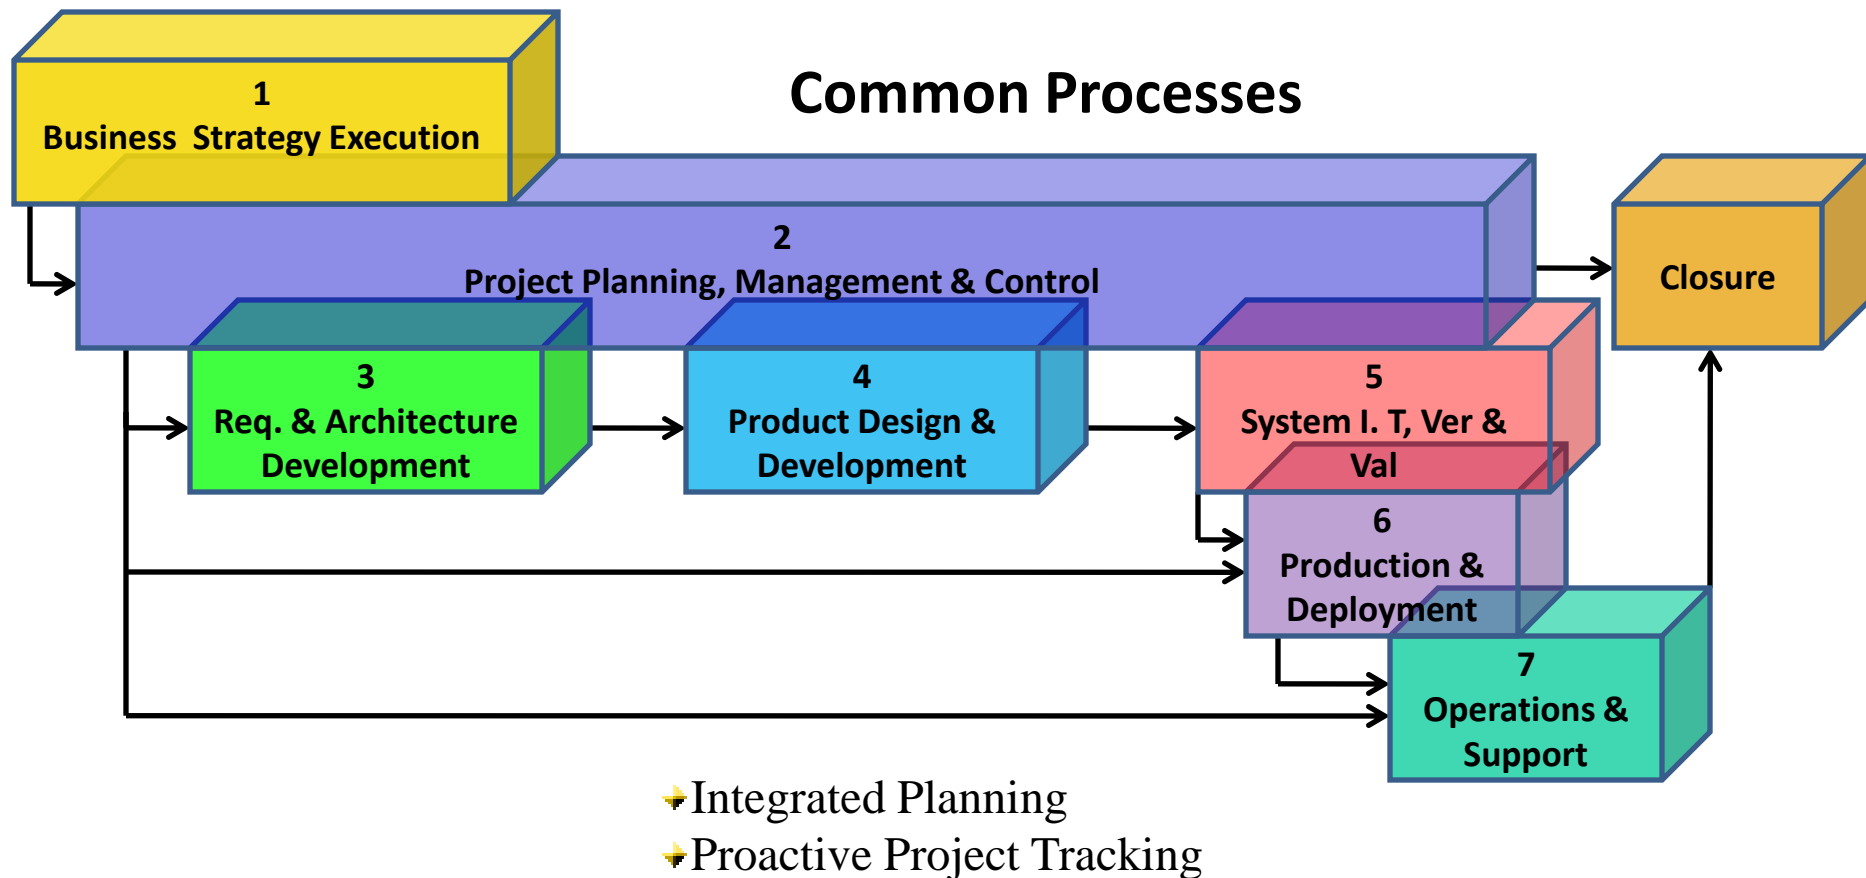 Common Processes
1
Business Strategy Execution
2
Project Planning, Management & Control
Closure
3
Req. & Architecture
Development
4
Product Design &
Development
5
System I. T, Ver &
Val
6
Production &
Deployment
7
Operations &
Support
Integrated Planning
Proactive Project Tracking